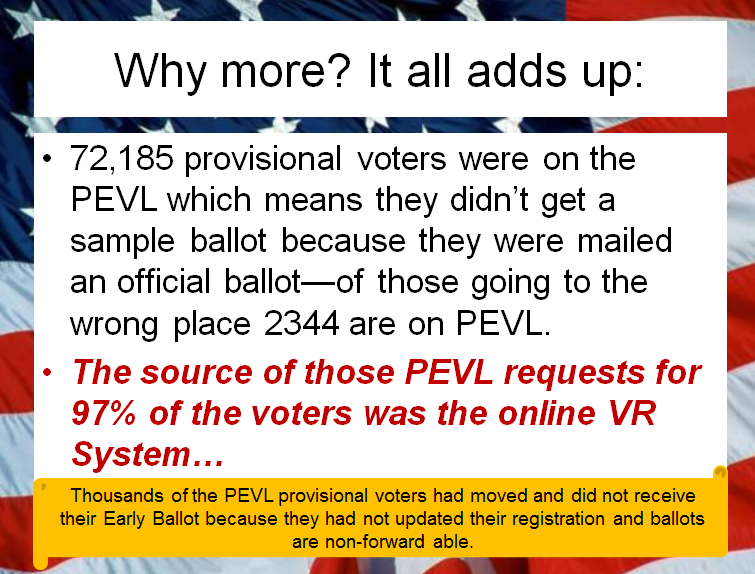 Why more? It all adds up:
• 72,185 provisional voters were on the
PEVL which means they didn’t get a
sample ballot because they were mailed
an official ballot—of those going to the
wrong place 2344 are on PEVL.
• The source of those PEVL requests for
97% of the voters was the online VR
System…
Thousands of the PEVL provisional voters had moved and did not receive
their Early Ballot because they had not updated their registration and ballots
are non-forward able.